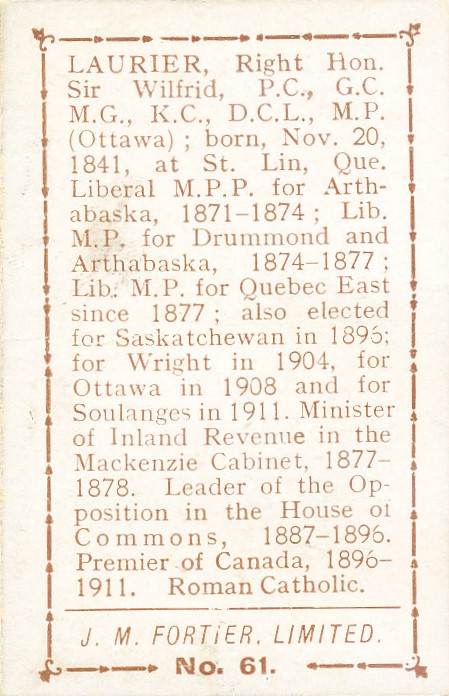 LAURIER, Right Hon.
Sir Wilfrid, P.C., G.C.
M.G., K.C., D.C.L., M.P.
(Ottawa) ; born, Nov. 20,
1841, at St. Lin, Que.
Liberal M.P.P. for Arth-
abaska, 1871–1874 ; Lib.
M.P. for Drummond and
Arthabaska, 1874–1877 ;
Lib. M.P. for Quebec East
since 1877 ; also elected
for Saskatchewan in 1896;
for Wright in 1904, for
Ottawa in 1908 and for
Soulanges in 1911. Minister
of Inland Revenue in the
Mackenzie Cabinet, 1877–
1878. Leader of the Op-
position in the House of
Commons, 1887–1896.
Premier of Canada, 1896–
1911. Roman Catholic.
J. M. FORTIER, LIMITED.
No. 61.